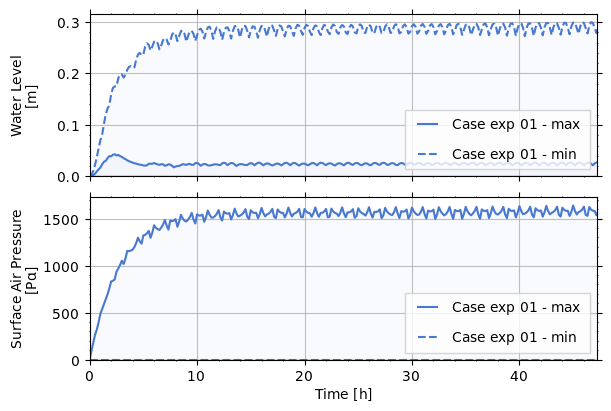 0.3
0.2
0.1
0.0
Water Level
[m]
Case exp 01 - max
Case exp 01 - min
1500
1000
500
0
Surface Air Pressure
[Pa]
Case exp 01 - max
Case exp 01 - min
0
10
20
30
40
Time [h]